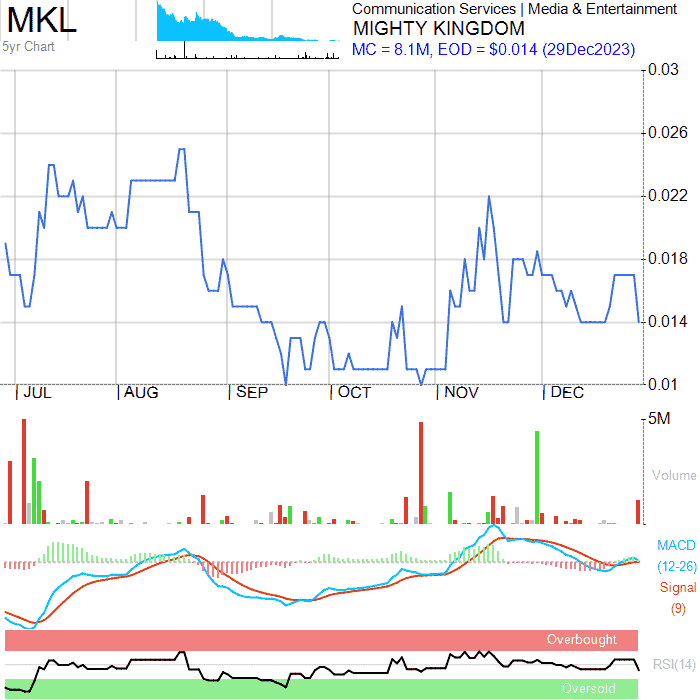 MKL
5yr Chart
Communication Services | Media & Entertainment
MIGHTY KINGDOM
MC = 8.1M, EOD = $0.014 (29Dec2023)
0.03
0.026
0.022
0.018
0.014
0.01
JUL
AUG
SEP
OCT
NOV
DEC
5M
Volume
MACD
(12-26)
Signal
(9)
Overbought
RSI(14)
Oversold